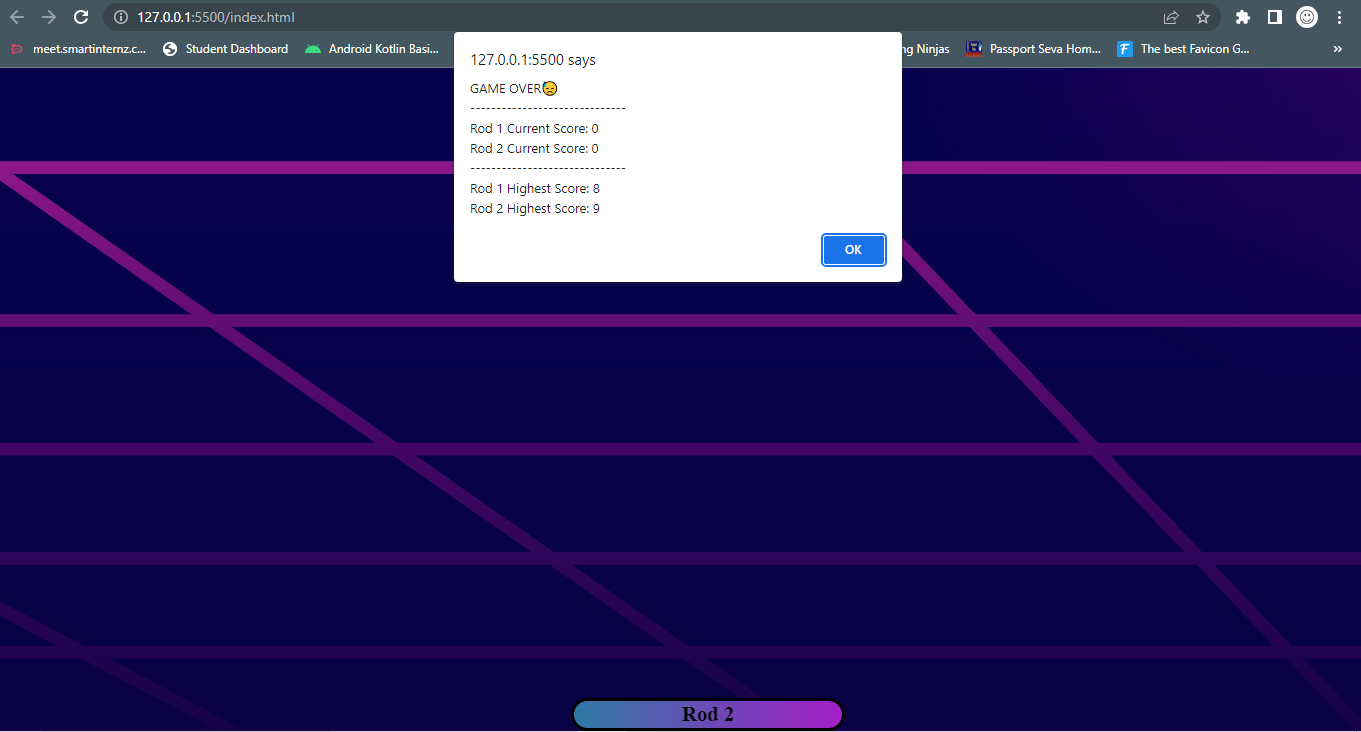 127.0.0.1:5500/index.html
meet.smartinternz.c... Student Dashboard Android Kotlin Basi... ng Ninjas Passport Seva Hom... The best Favicon G... »
127.0.0.1:5500 says
GAME OVER😓
------------------------------
Rod 1 Current Score: 0
Rod 2 Current Score: 0
------------------------------
Rod 1 Highest Score: 8
Rod 2 Highest Score: 9
OK
Rod 2